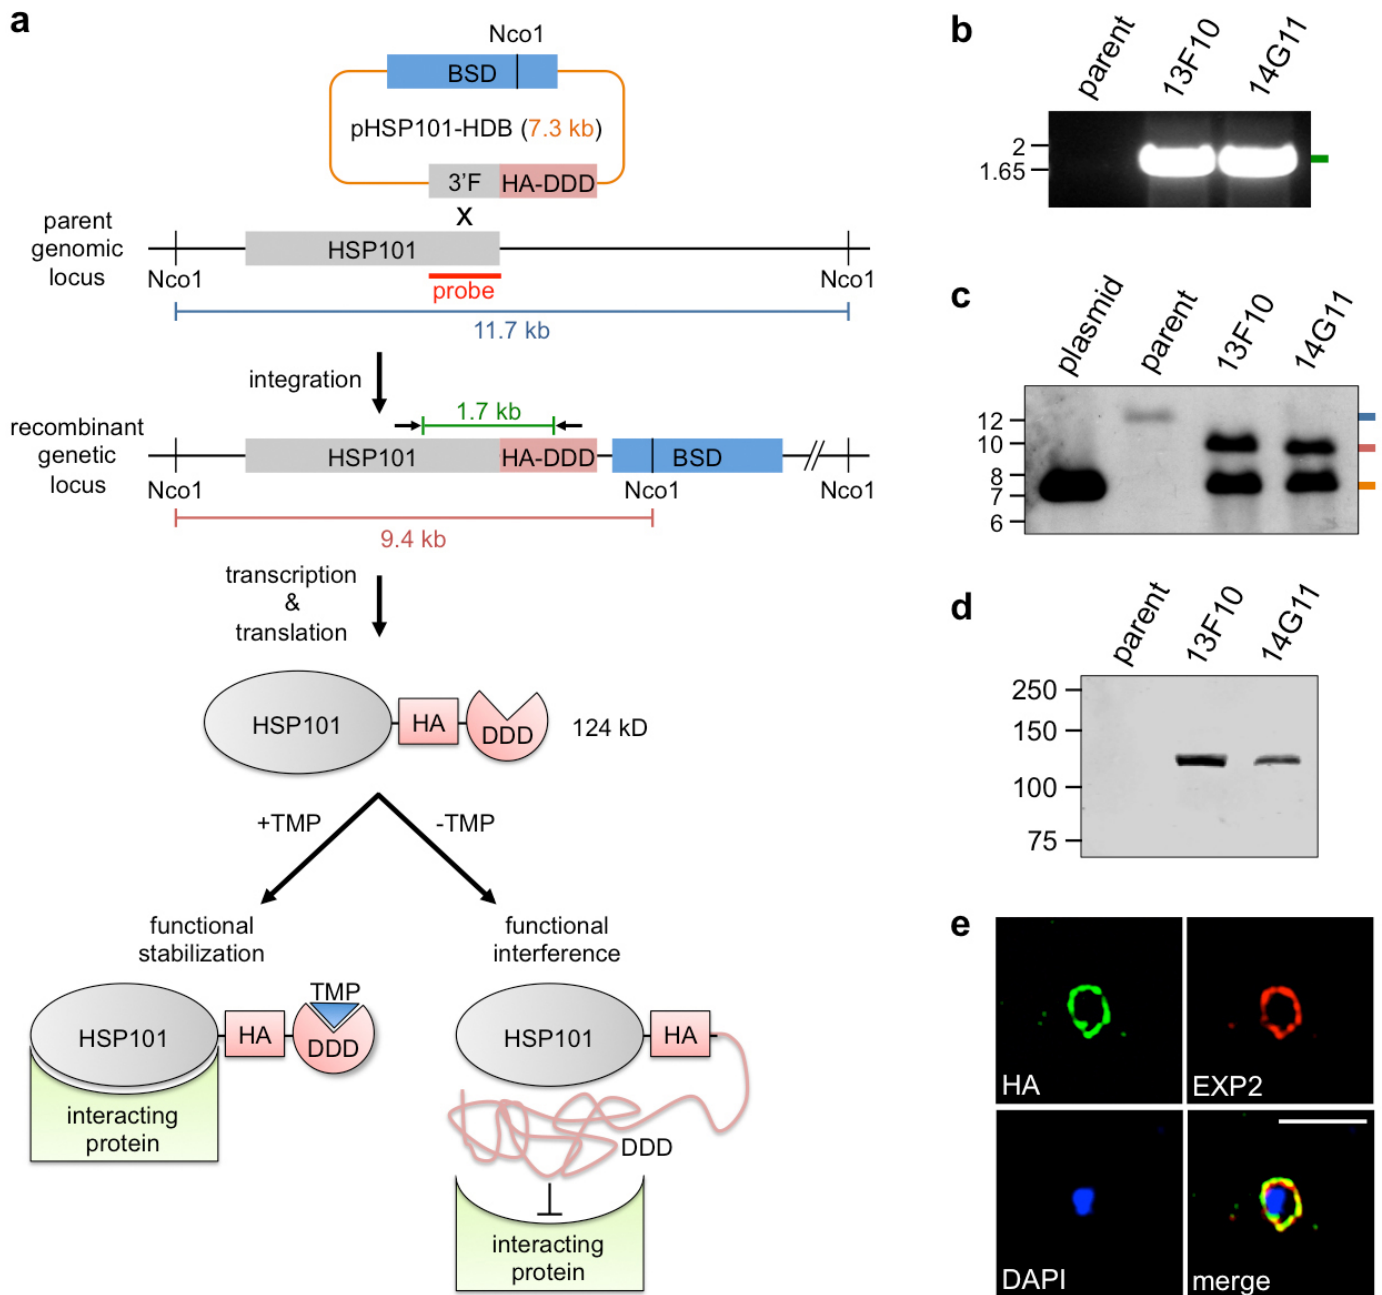 a
Nco1
BSD
pHSP101-HDB (7.3 kb)
3'F
HA-DDD
X
parent
genomic
locus
HSP101
Nco1
Nco1
probe
11.7 kb
integration
1.7 kb
recombinant
genetic
locus
HSP101
HA-DDD
BSD
Nco1
Nco1
Nco1
9.4 kb
transcription
&
translation
HSP101
HA
DDD
124 kD
+TMP
-TMP
functional
stabilization
functional
interference
HSP101
HA
TMP
DDD
interacting
protein
HSP101
HA
DDD
interacting
protein
b
parent
13F10
14G11
2
1.65
c
plasmid
parent
13F10
14G11
12
10
8
7
6
d
parent
13F10
14G11
250
150
100
75
e
HA
EXP2
DAPI
merge